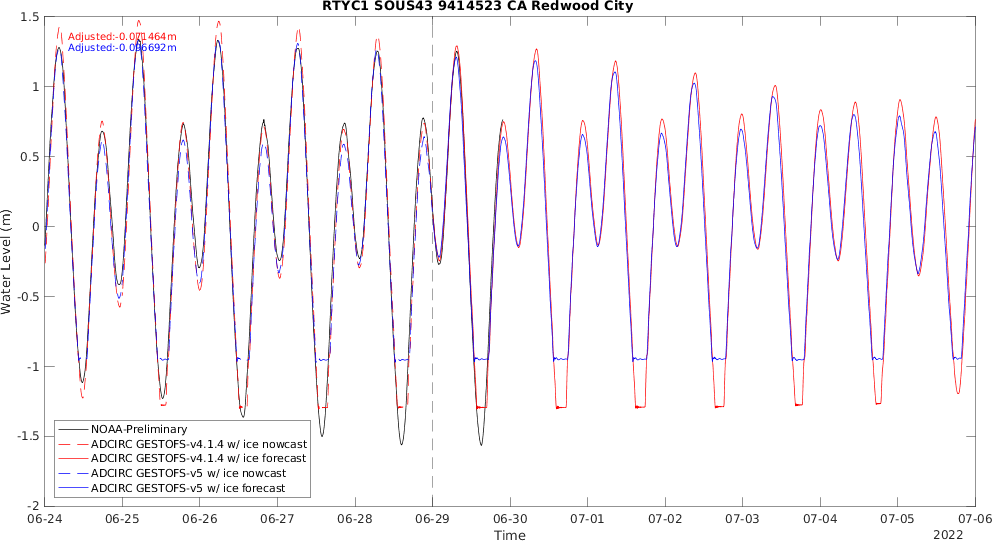 RTYC1 SOUS43 9414523 CA Redwood City
Adjusted:-0.071464m
Water Level (m)
1.5
1
0.5
0
-0.5
-1
-1.5
-2
NOAA-Preliminary
ADCIRC GESTOFS-v4.1.4 w/ ice nowcast
ADCIRC GESTOFS-v4.1.4 w/ ice forecast
ADCIRC GESTOFS-v5 w/ ice nowcast
ADCIRC GESTOFS-v5 w/ ice forecast
06-24 06-25 06-26 06-27 06-28 06-29 06-30 07-01 07-02 07-03 07-04 07-05 07-06
Time
2022